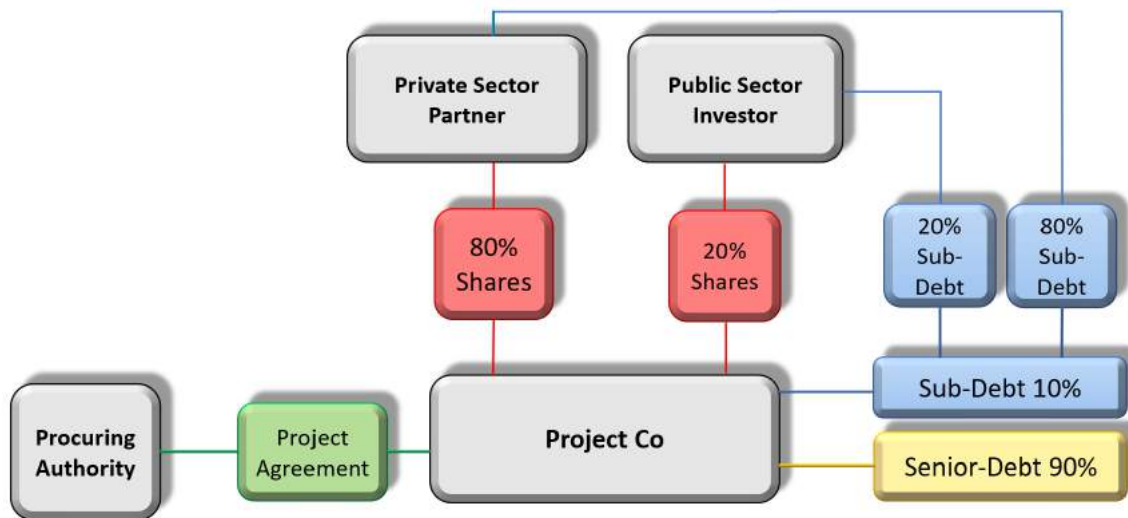 Private Sector
Partner
Public Sector
Investor
80%
Shares
20%
Shares
20%
Sub-
Debt
80%
Sub-
Debt
Procuring
Authority
Project
Agreement
Project Co
Sub-Debt 10%
Senior-Debt 90%